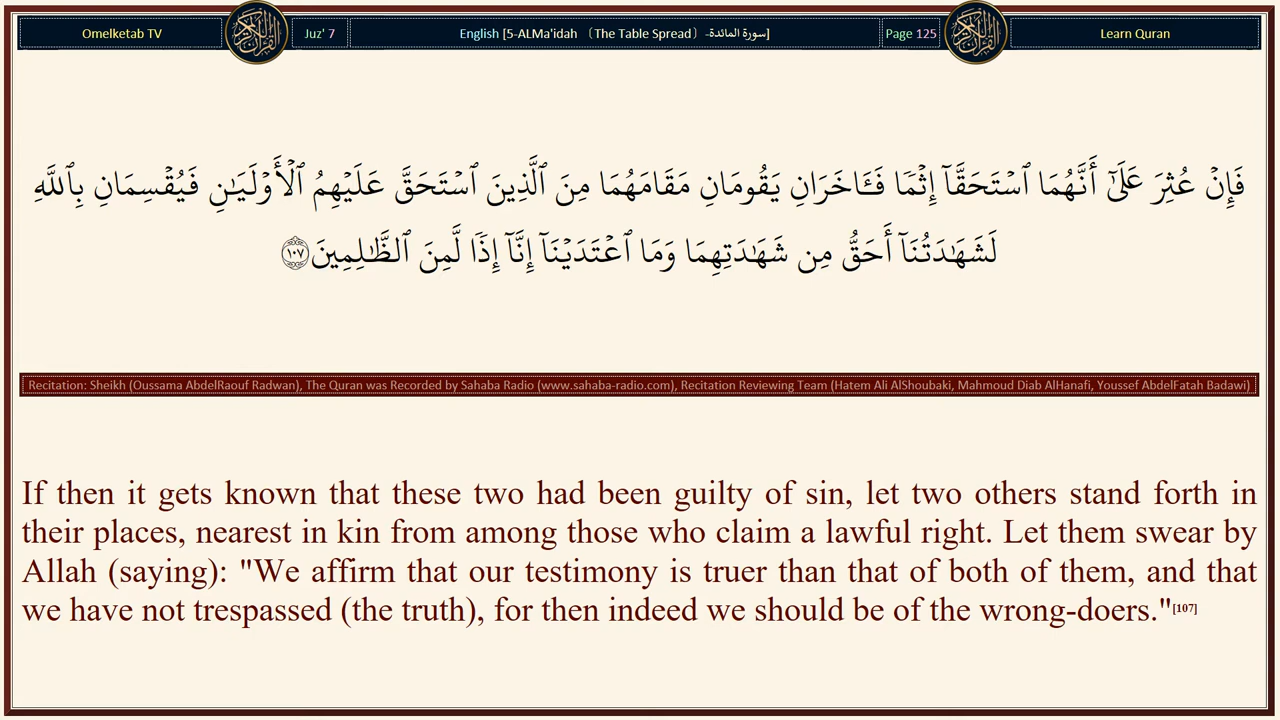 Omelketab TV
Juz' 7
English [5-ALMa'idah （The Table Spread）-سورة المائدة]
Page 125
Learn Quran
فَإِنۡ عُثِرَ عَلَىٰٓ أَنَّهُمَا ٱسۡتَحَقَّآ إِثۡمٗا فَـَٔاخَرَانِ يَقُومَانِ مَقَامَهُمَا مِنَ ٱلَّذِينَ ٱسۡتَحَقَّ عَلَيۡهِمُ ٱلۡأَوۡلَيَٰنِ فَيُقۡسِمَانِ بِٱللَّهِ
لَشَهَٰدَتُنَآ أَحَقُّ مِن شَهَٰدَتِهِمَا وَمَا ٱعۡتَدَيۡنَآ إِنَّآ إِذٗا لَّمِنَ ٱلظَّٰلِمِينَ ١٠٧
Recitation: Sheikh (Oussama AbdelRaouf Radwan), The Quran was Recorded by Sahaba Radio (www.sahaba-radio.com), Recitation Reviewing Team (Hatem Ali AlShoubaki, Mahmoud Diab AlHanafi, Youssef AbdelFatah Badawi)
If then it gets known that these two had been guilty of sin, let two others stand forth in
their places, nearest in kin from among those who claim a lawful right. Let them swear by
Allah (saying): "We affirm that our testimony is truer than that of both of them, and that
we have not trespassed (the truth), for then indeed we should be of the wrong-doers."[107]